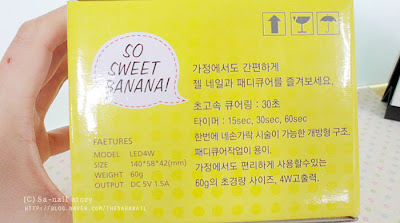 SO
SWEET
BANANA!
가정에서도 간편하게
젤 네일과 패디큐어를 즐겨보세요.
초고속 큐어링 : 30초
타이머 : 15sec, 30sec, 60sec
한번에 네손가락 시술이 가능한 개방형 구조.
패디큐어작업이 용이.
가정에서도 편리하게 사용할수있는
60g의 초경량 사이즈, 4W고출력.
FAETURES
MODEL LED4W
SIZE 140*58*42(mm)
WEIGHT 60g
OUTPUT DC 5V 1.5A
(C) Sa-nail story
HTTP://BLOG.NAVER.COM/THESANAIL